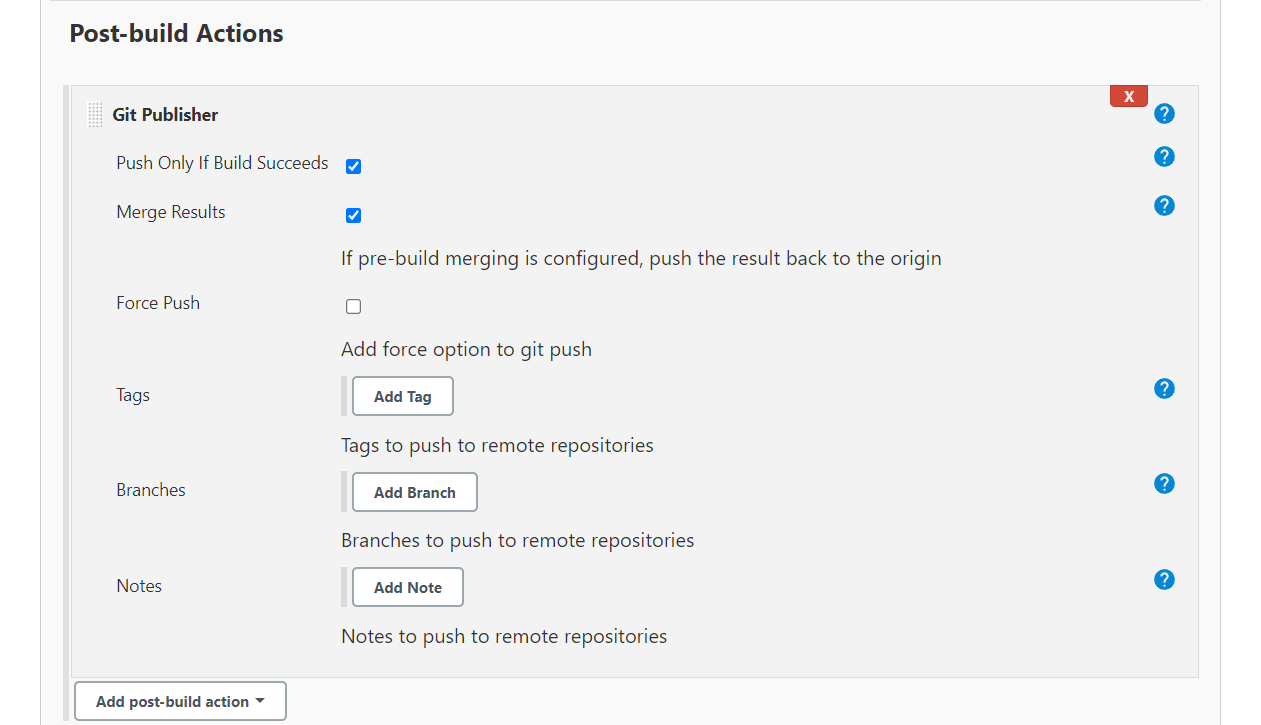 Post-build Actions
X
Git Publisher ?
Push Only If Build Succeeds ?
Merge Results ?
If pre-build merging is configured, push the result back to the origin
Force Push
Add force option to git push
Tags Add Tag ?
Tags to push to remote repositories
Branches Add Branch ?
Branches to push to remote repositories
Notes Add Note ?
Notes to push to remote repositories
Add post-build action